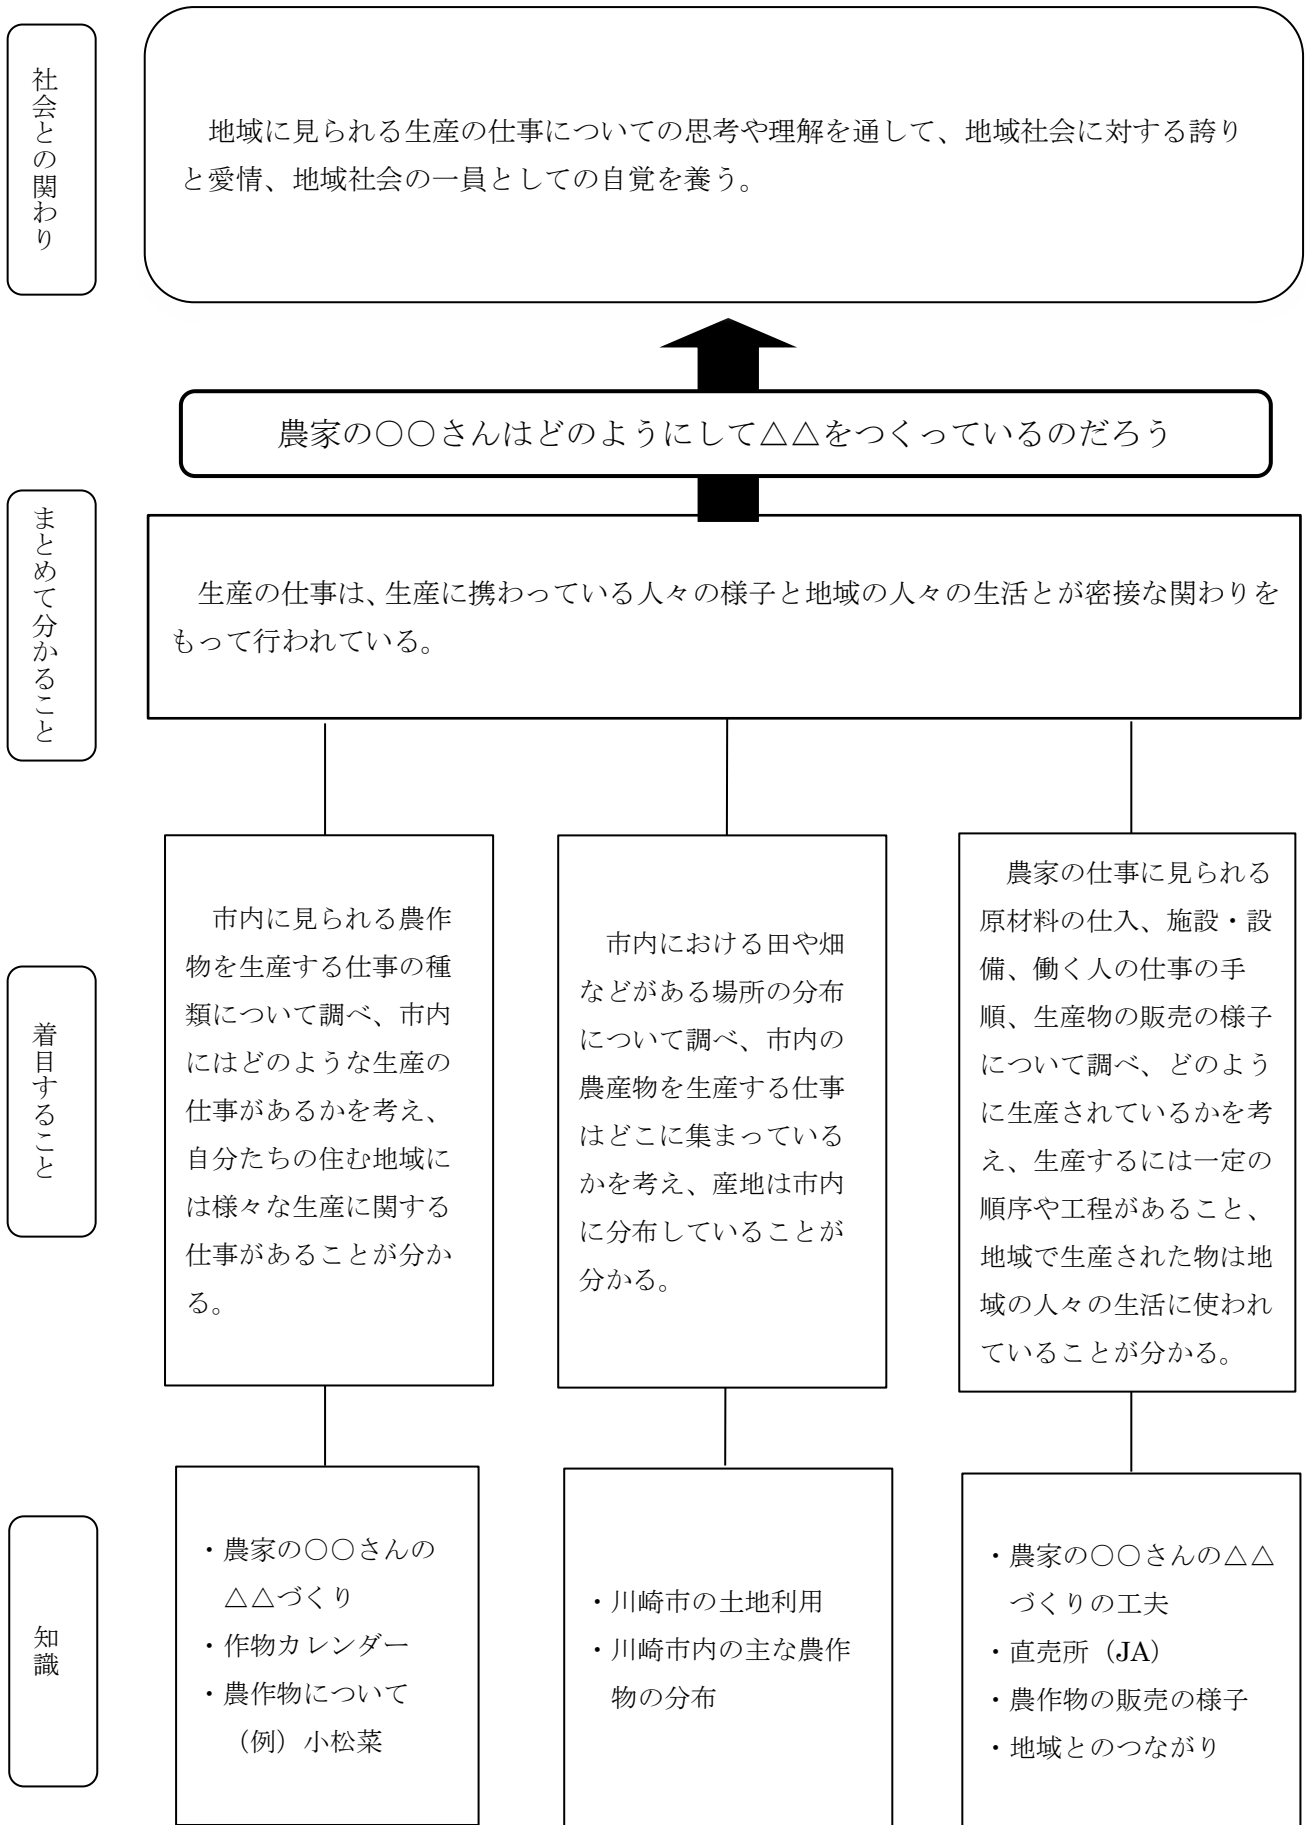 社会との関わり
　地域に見られる生産の仕事についての思考や理解を通して、地域社会に対する誇り
と愛情、地域社会の一員としての自覚を養う。
農家の〇〇さんはどのようにして△△をつくっているのだろう
まとめて分かること
　生産の仕事は、生産に携わっている人々の様子と地域の人々の生活とが密接な関わりを
もって行われている。
着目すること
　市内に見られる農作
物を生産する仕事の種
類について調べ、市内
にはどのような生産の
仕事があるかを考え、
自分たちの住む地域に
は様々な生産に関する
仕事があることが分か
る。
　市内における田や畑
などがある場所の分布
について調べ、市内の
農産物を生産する仕事
はどこに集まっている
かを考え、産地は市内
に分布していることが
分かる。
　農家の仕事に見られる
原材料の仕入、施設・設
備、働く人の仕事の手
順、生産物の販売の様子
について調べ、どのよう
に生産されているかを考
え、生産するには一定の
順序や工程があること、
地域で生産された物は地
域の人々の生活に使われ
ていることが分かる。
知識
・農家の〇〇さんの
△△づくり
・作物カレンダー
・農作物について
（例）小松菜
・川崎市の土地利用
・川崎市内の主な農作
物の分布
・農家の〇〇さんの△△
づくりの工夫
・直売所（JA）
・農作物の販売の様子
・地域とのつながり